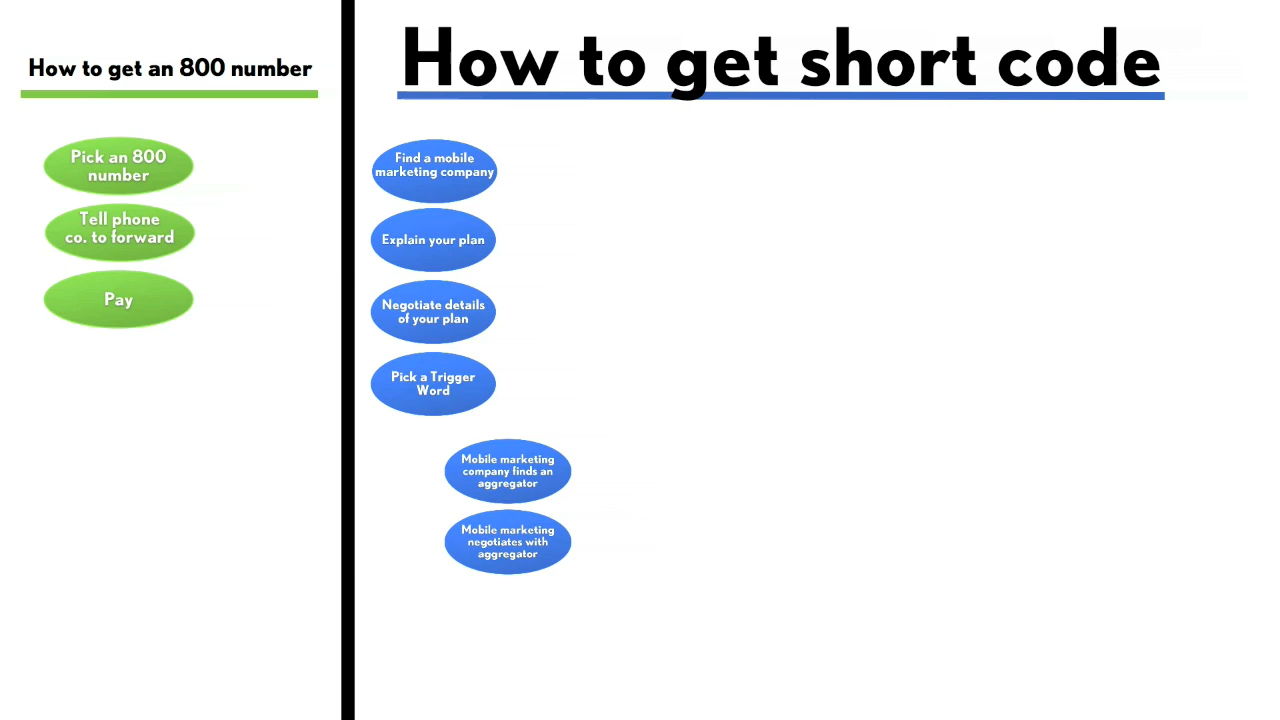 How to get an 800 number
Pick an 800
number
Tell phone
co. to forward
Pay
How to get short code
Find a mobile
marketing company
Explain your plan
Negotiate details
of your plan
Pick a Trigger
Word
Mobile marketing
company finds an
aggregator
Mobile marketing
negotiates with
aggregator